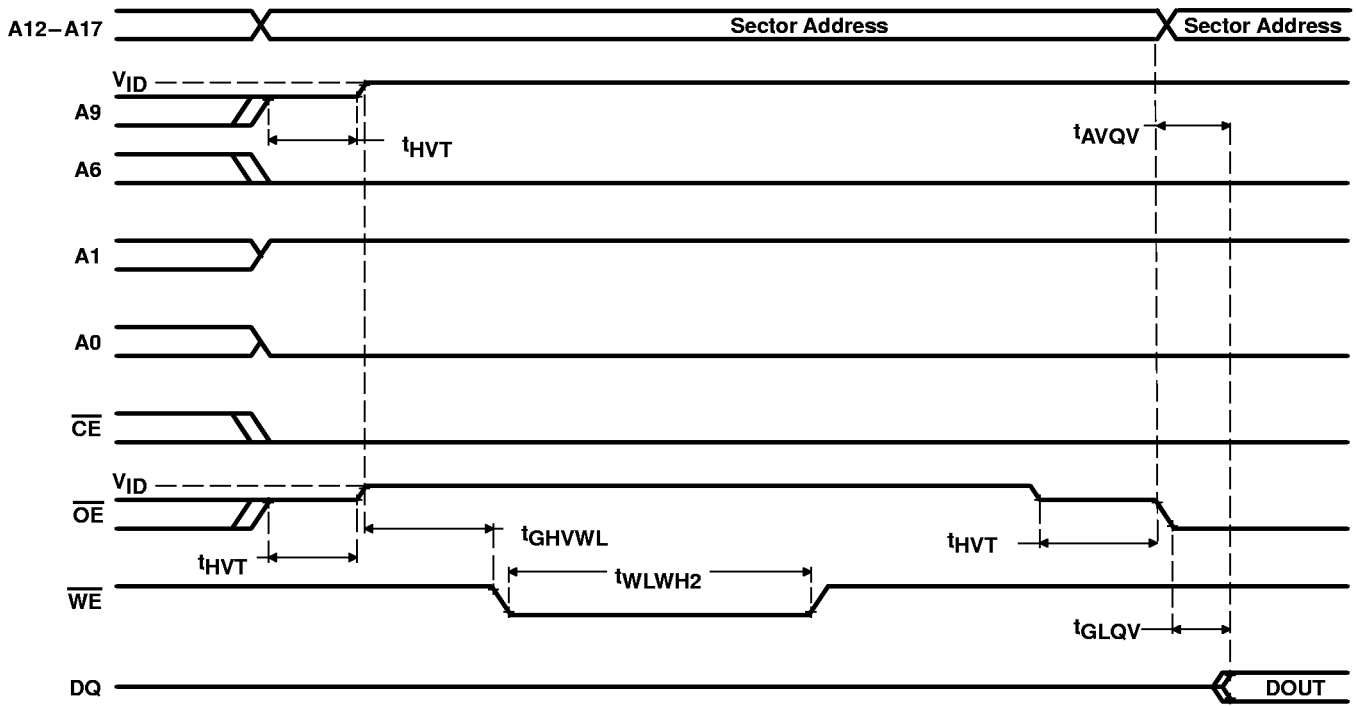 A12–A17 Sector Address Sector Address
VID
A9
tHVT tAVQV
A6
A1
A0
CE
VID
OE
tGHVWL
tHVT tHVT
tWLWH2
WE
tGLQV
DQ DOUT